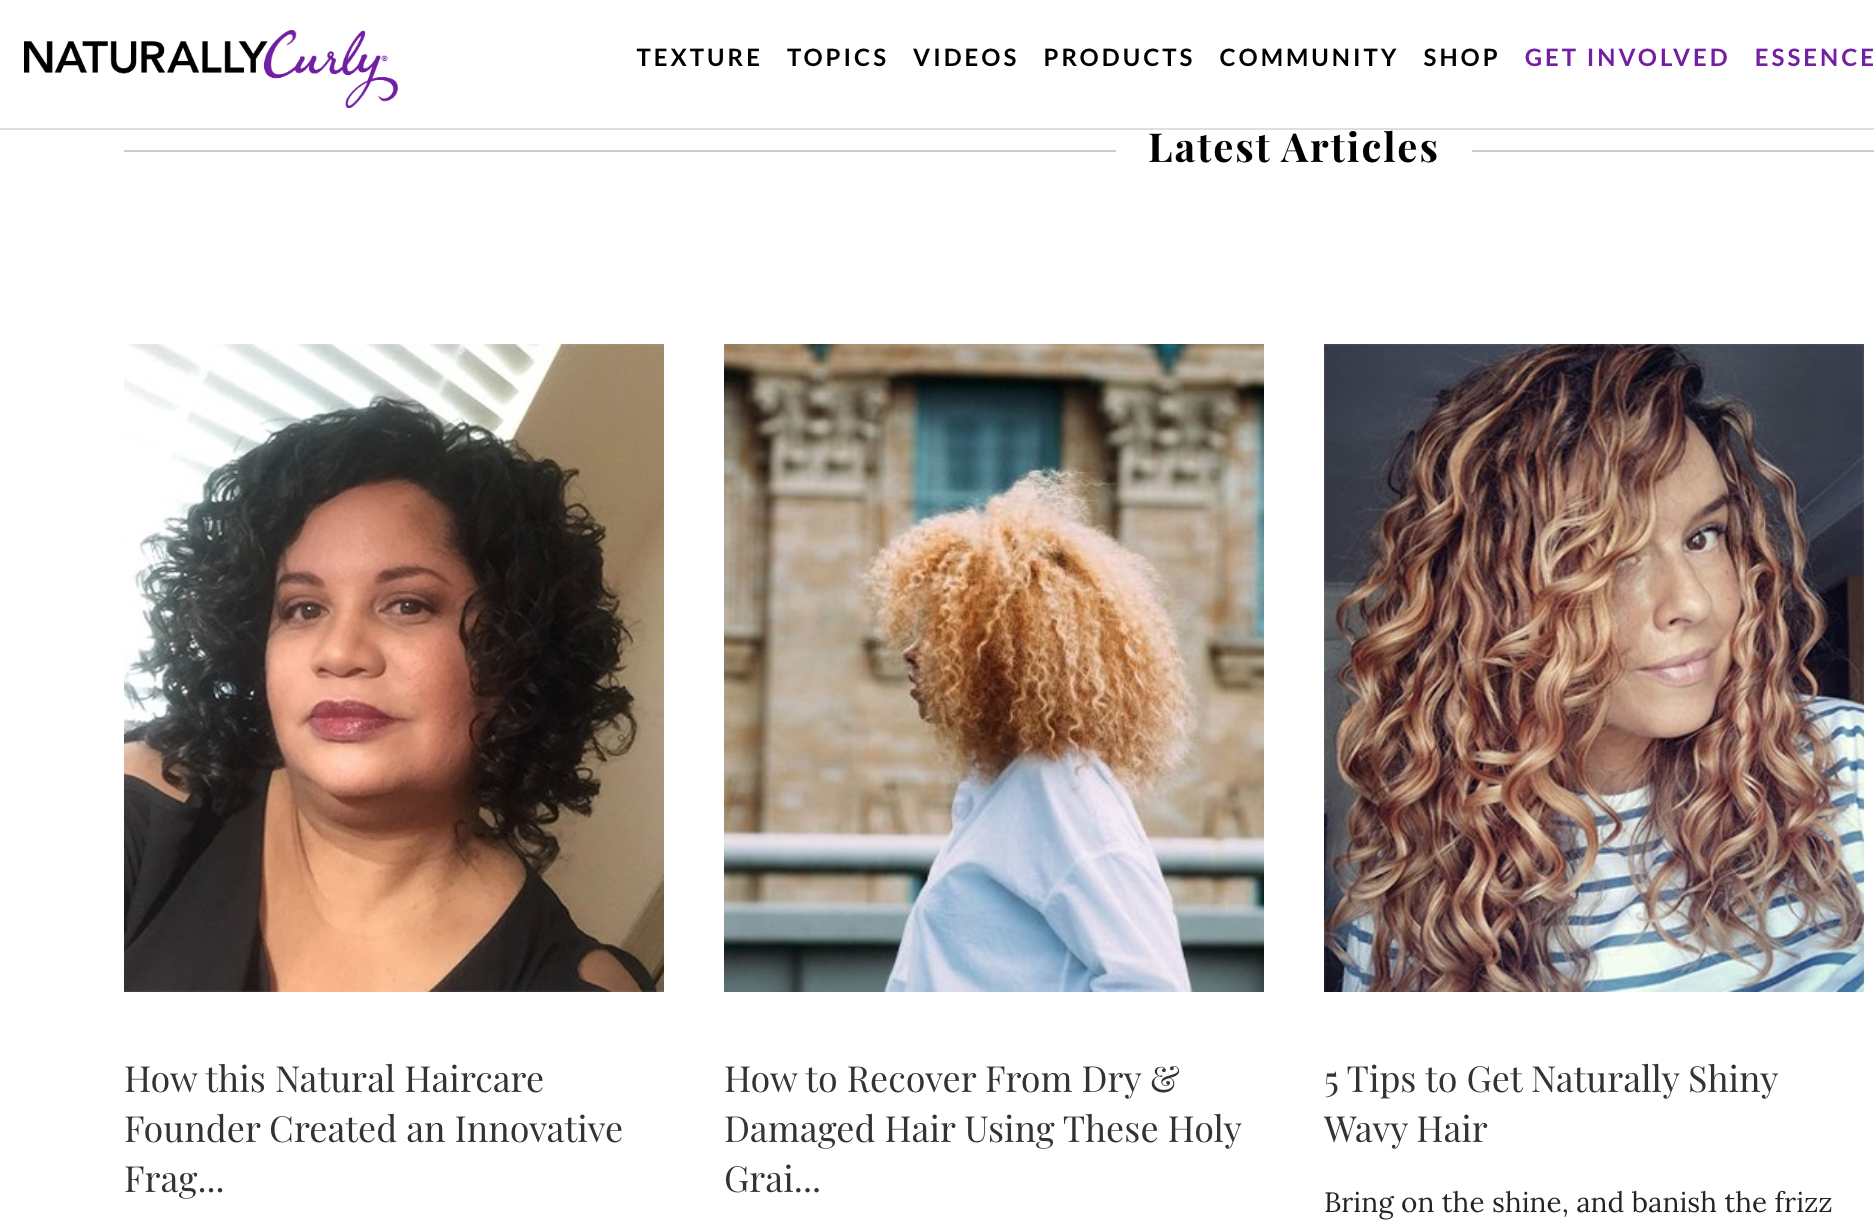 NATURALLYCurly
TEXTURE TOPICS VIDEOS PRODUCTS COMMUNITY SHOP GET INVOLVED ESSENCE
Latest Articles
How this Natural Haircare
Founder Created an Innovative
Frag...
How to Recover From Dry &
Damaged Hair Using These Holy
Grai...
5 Tips to Get Naturally Shiny
Wavy Hair
Bring on the shine, and banish the frizz